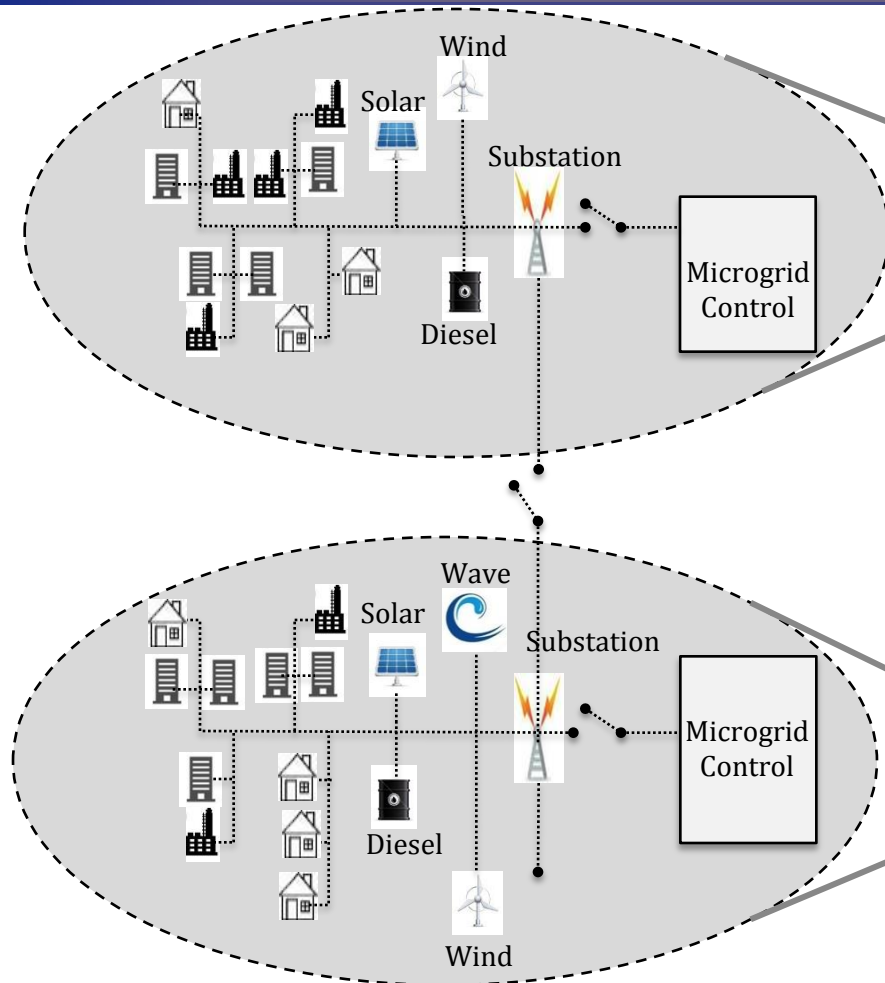 Wind
Solar
Substation
Microgrid
Control
Diesel
Wave
Solar
Substation
Microgrid
Control
Diesel
Wind